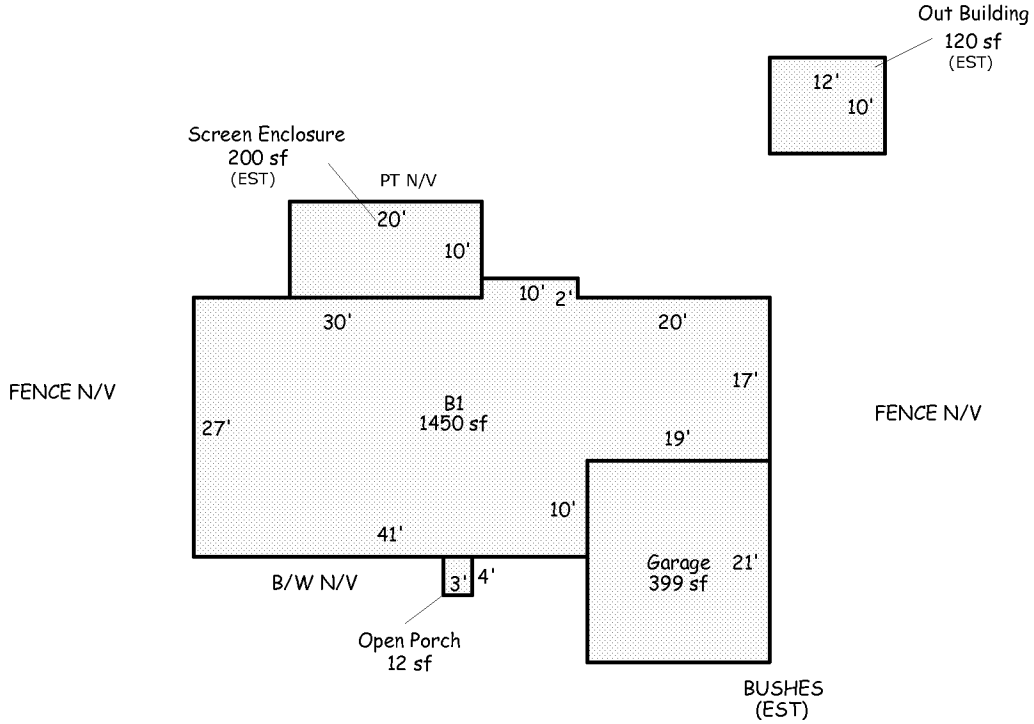 Out Building
120 sf
(EST)
12'
10'
Screen Enclosure
200 sf
(EST)
PT N/V
20'
10'
10'
2'
30'
20'
17'
FENCE N/V
B1
1450 sf
FENCE N/V
27'
19'
10'
41'
Garage
399 sf
21'
B/W N/V
3'
4'
Open Porch
12 sf
BUSHES
(EST)